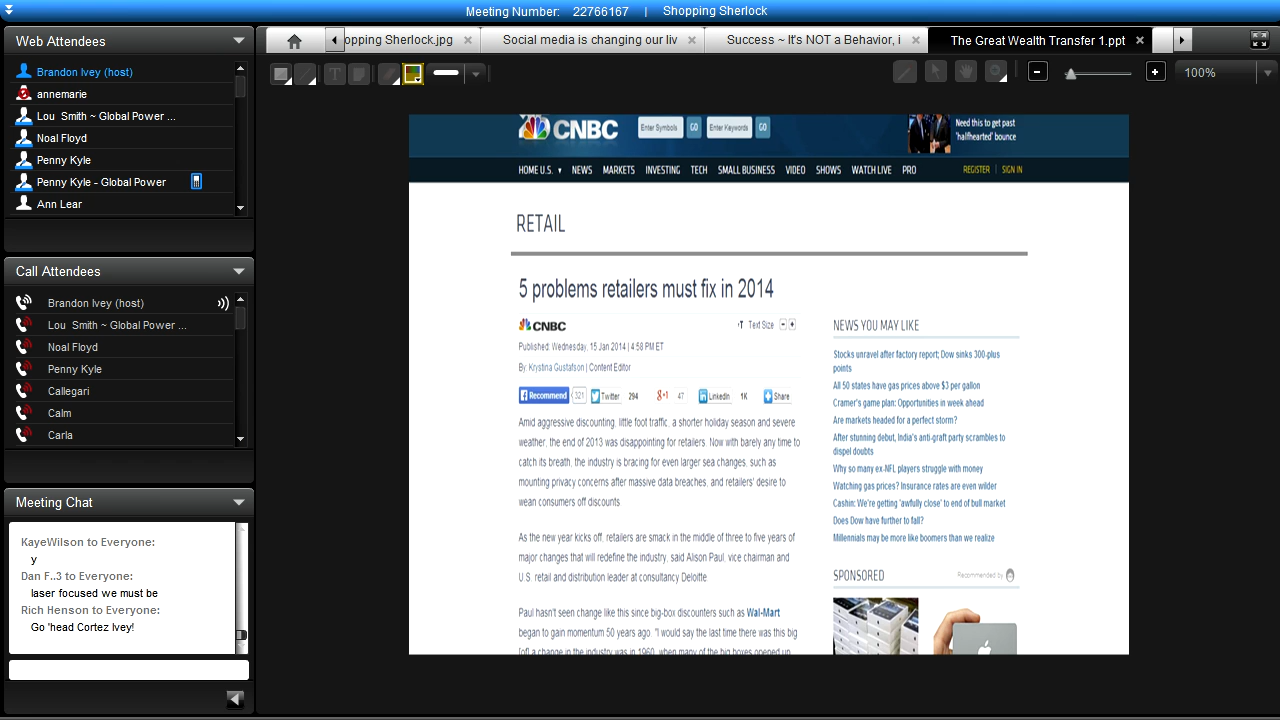 Meeting Number: 22766167 | Shopping Sherlock
Web Attendees
Brandon Ivey (host)
annemarie
Lou Smith ~ Global Power ...
Noal Floyd
Penny Kyle
Penny Kyle - Global Power
Ann Lear
Call Attendees
Brandon Ivey (host)
Lou Smith ~ Global Power ...
Noal Floyd
Penny Kyle
Callegari
Calm
Carla
Meeting Chat
KayeWilson to Everyone:
y
Dan F..3 to Everyone:
laser focused we must be
Rich Henson to Everyone:
Go 'head Cortez Ivey!
opping Sherlock.jpg
Social media is changing our liv
Success ~ It's NOT a Behavior, i
The Great Wealth Transfer 1.ppt
100%
CNBC
Enter Symbols GO
Enter Keywords GO
Need this to get past
'halfhearted' bounce
HOME U.S. NEWS MARKETS INVESTING TECH SMALL BUSINESS VIDEO SHOWS WATCH LIVE PRO
REGISTER | SIGN IN
RETAIL
5 problems retailers must fix in 2014
CNBC
Text Size
Published: Wednesday, 15 Jan 2014 | 4:58 PM ET
By: Krystina Gustafson | Content Editor
Recommend 321 Twitter 294 +1 47 LinkedIn 1K Share
Amid aggressive discounting, little foot traffic, a shorter holiday season and severe
weather, the end of 2013 was disappointing for retailers. Now with barely any time to
catch its breath, the industry is bracing for even larger sea changes, such as
mounting privacy concerns after massive data breaches, and retailers' desire to
wean consumers off discounts
As the new year kicks off, retailers are smack in the middle of three to five years of
major changes that will redefine the industry, said Alison Paul, vice chairman and
U.S. retail and distribution leader at consultancy Deloitte
Paul hasn't seen change like this since big-box discounters such as Wal-Mart
began to gain momentum 50 years ago. "I would say the last time there was this big
[of] a change in the industry was in 1960, when many of the big boxes opened up
NEWS YOU MAY LIKE
Stocks unravel after factory report; Dow sinks 300-plus
points
All 50 states have gas prices above $3 per gallon
Cramer's game plan: Opportunities in week ahead
Are markets headed for a perfect storm?
After stunning debut, India's anti-graft party scrambles to
dispel doubts
Why so many ex-NFL players struggle with money
Watching gas prices? Insurance rates are even wilder
Cashin: We're getting 'awfully close' to end of bull market
Does Dow have further to fall?
Millennials may be more like boomers than we realize
SPONSORED
Recommended by